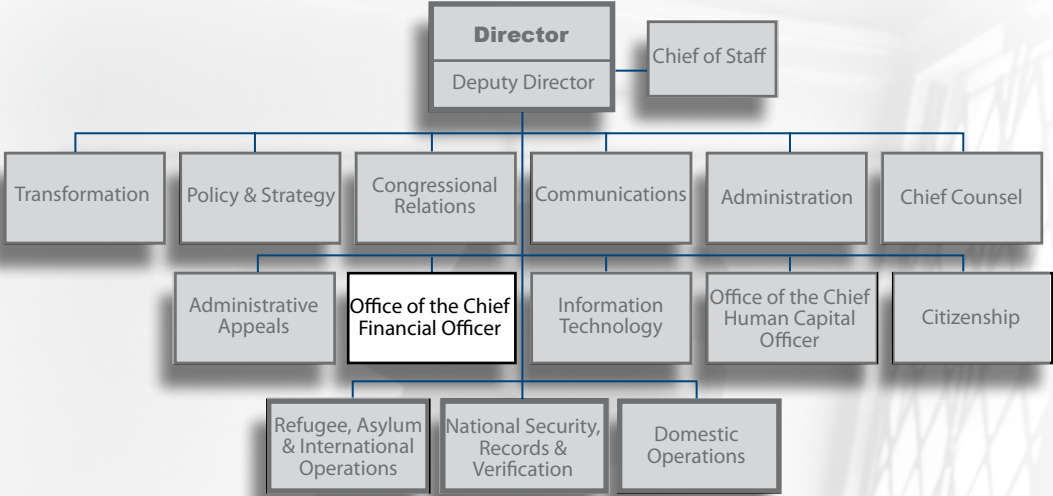 Director
Deputy Director
Chief of Staff
Transformation
Policy & Strategy
Congressional
Relations
Communications
Administration
Chief Counsel
Administrative
Appeals
Office of the Chief
Financial Officer
Information
Technology
Office of the Chief
Human Capital
Officer
Citizenship
Refugee, Asylum
& International
Operations
National Security,
Records &
Verification
Domestic
Operations